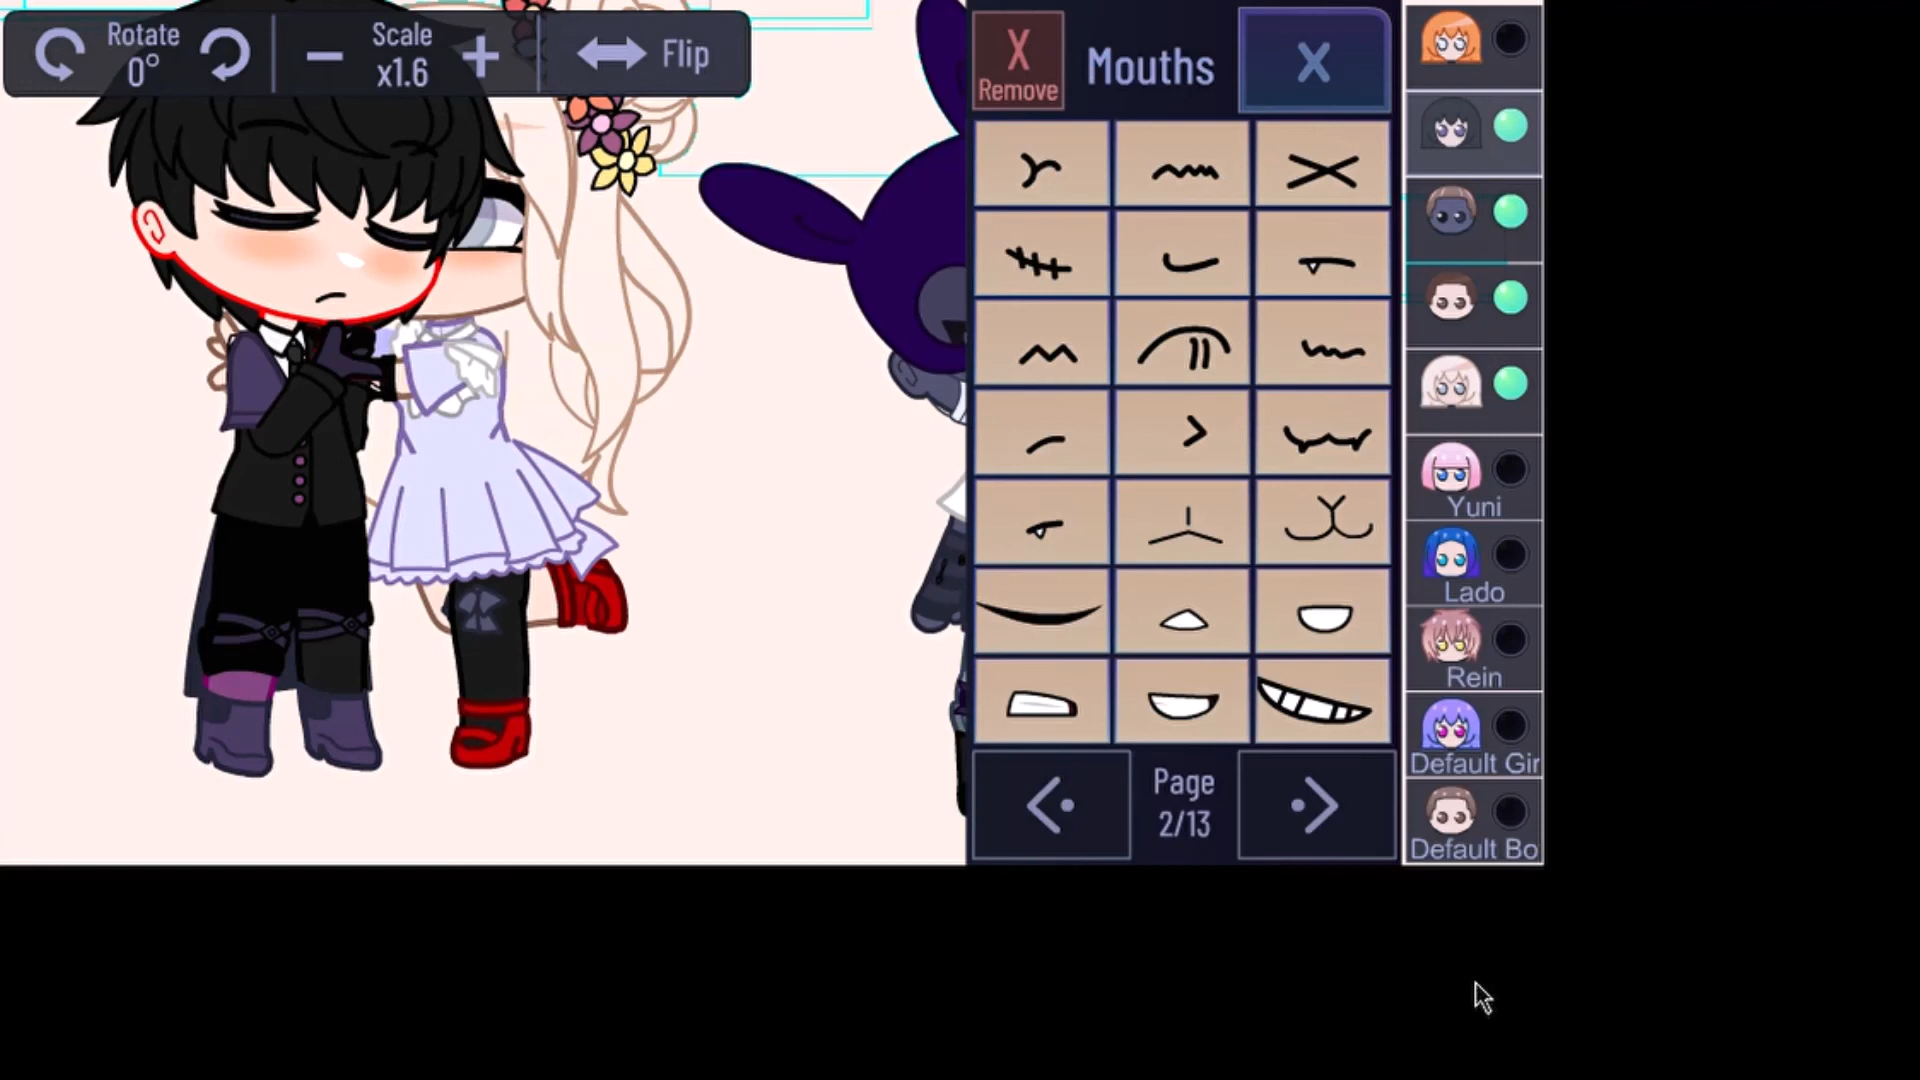 Rotate
0°
Scale
x1.6
Flip
X
Remove
Mouths
X
Page
2/13
Yuni
Lado
Rein
Default Gir
Default Bo